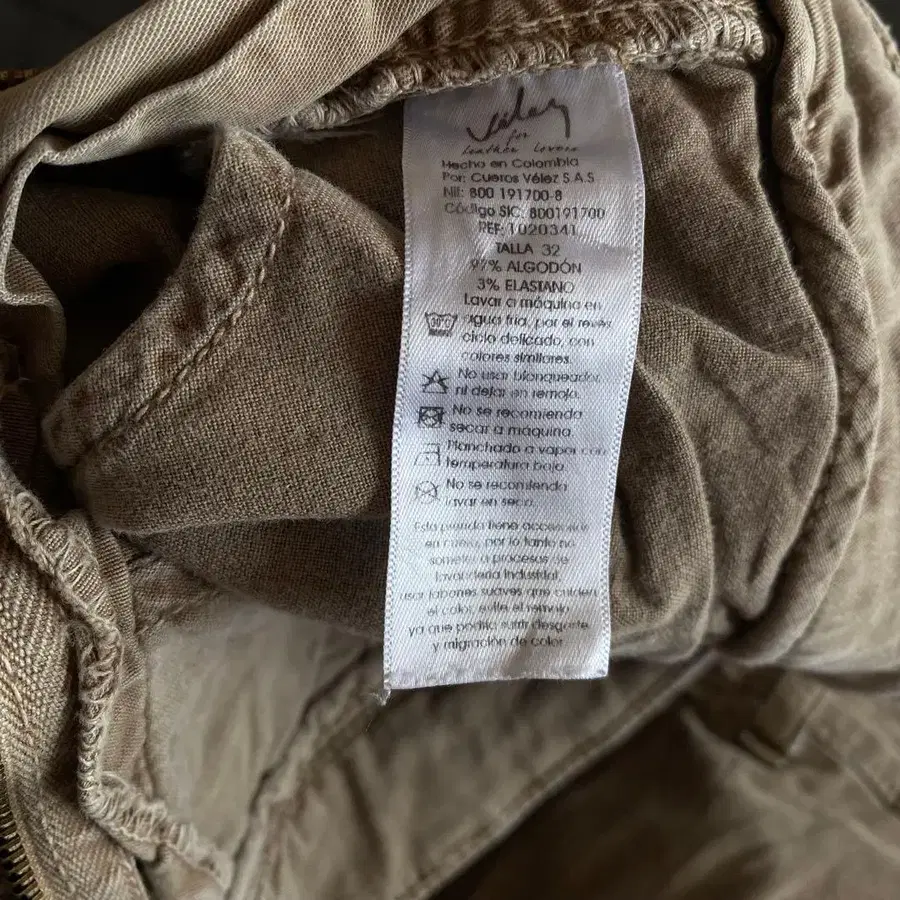 Vélez
for
leather lovers
Hecho en Colombia
Por: Cueros Vélez S.A.S
Nit: 800 191700-8
Código SIC: 800191700
REF: 1020341
TALLA 32
97% ALGODÓN
3% ELASTANO
Lavar a máquina en
agua fria, por el revés
ciclo delicado, con
colores similares.
No usar blanqueador
ni dejar en remojo.
No se recomienda
secar a maquina.
Planchado a vapor con
temperatura baja.
No se recomienda
lavar en seco.
Esta prenda tiene accesorios
en cuero, por lo tanto no
someter a procesos de
lavandería industrial.
usar jabones suaves que cuiden
el color, evite el remojo
ya que podría sufrir desgaste
y migración de color.